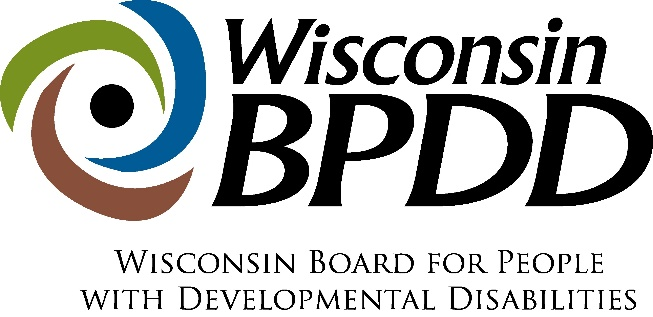 Wisconsin
BPDD
Wisconsin Board for People
with Developmental Disabilities